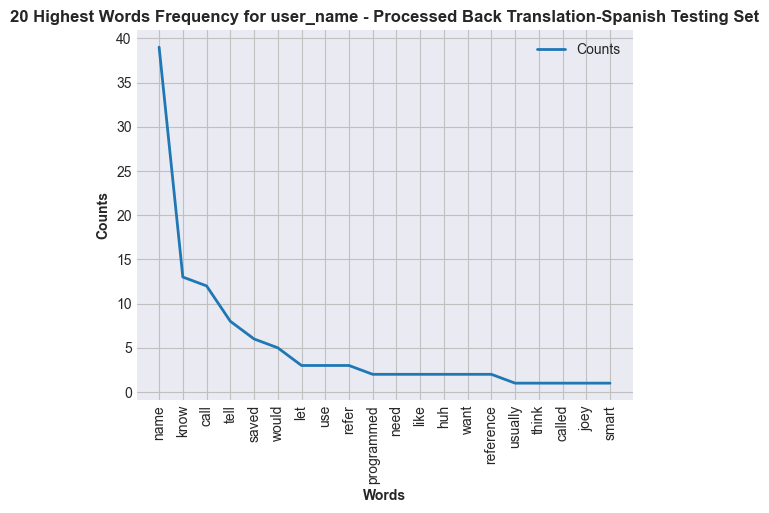 20 Highest Words Frequency for user_name - Processed Back Translation-Spanish Testing Set
Counts
40
35
30
25
20
15
10
5
0
Counts
name
know
call
tell
saved
would
let
use
refer
programmed
need
like
huh
want
reference
usually
think
called
joey
smart
Words